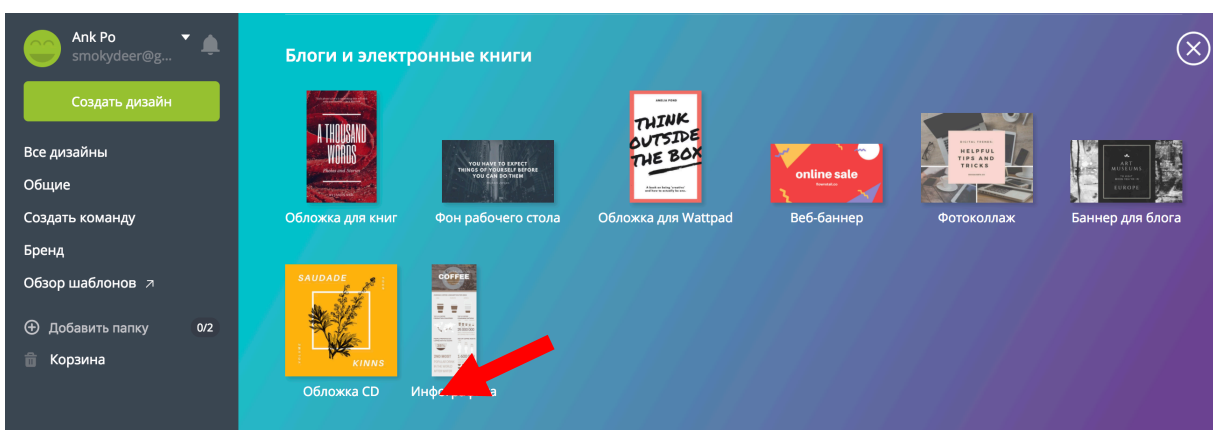 Ank Po
smokydeer@g...
Создать дизайн
Все дизайны
Общие
Создать команду
Бренд
Обзор шаблонов
Добавить папку 0/2
Корзина
Блоги и электронные книги
A THOUSAND
WORDS
Обложка для книг
YOU HAVE TO EXPECT
THINGS OF YOURSELF BEFORE
YOU CAN DO THEM
Фон рабочего стола
THINK
OUTSIDE
THE BOX
Обложка для Wattpad
online sale
Веб-баннер
HELPFUL
TIPS AND
TRICKS
Фотоколлаж
ART
MUSEUMS
EUROPE
Баннер для блога
SAUDADE
KINNS
Обложка CD
COFFEE